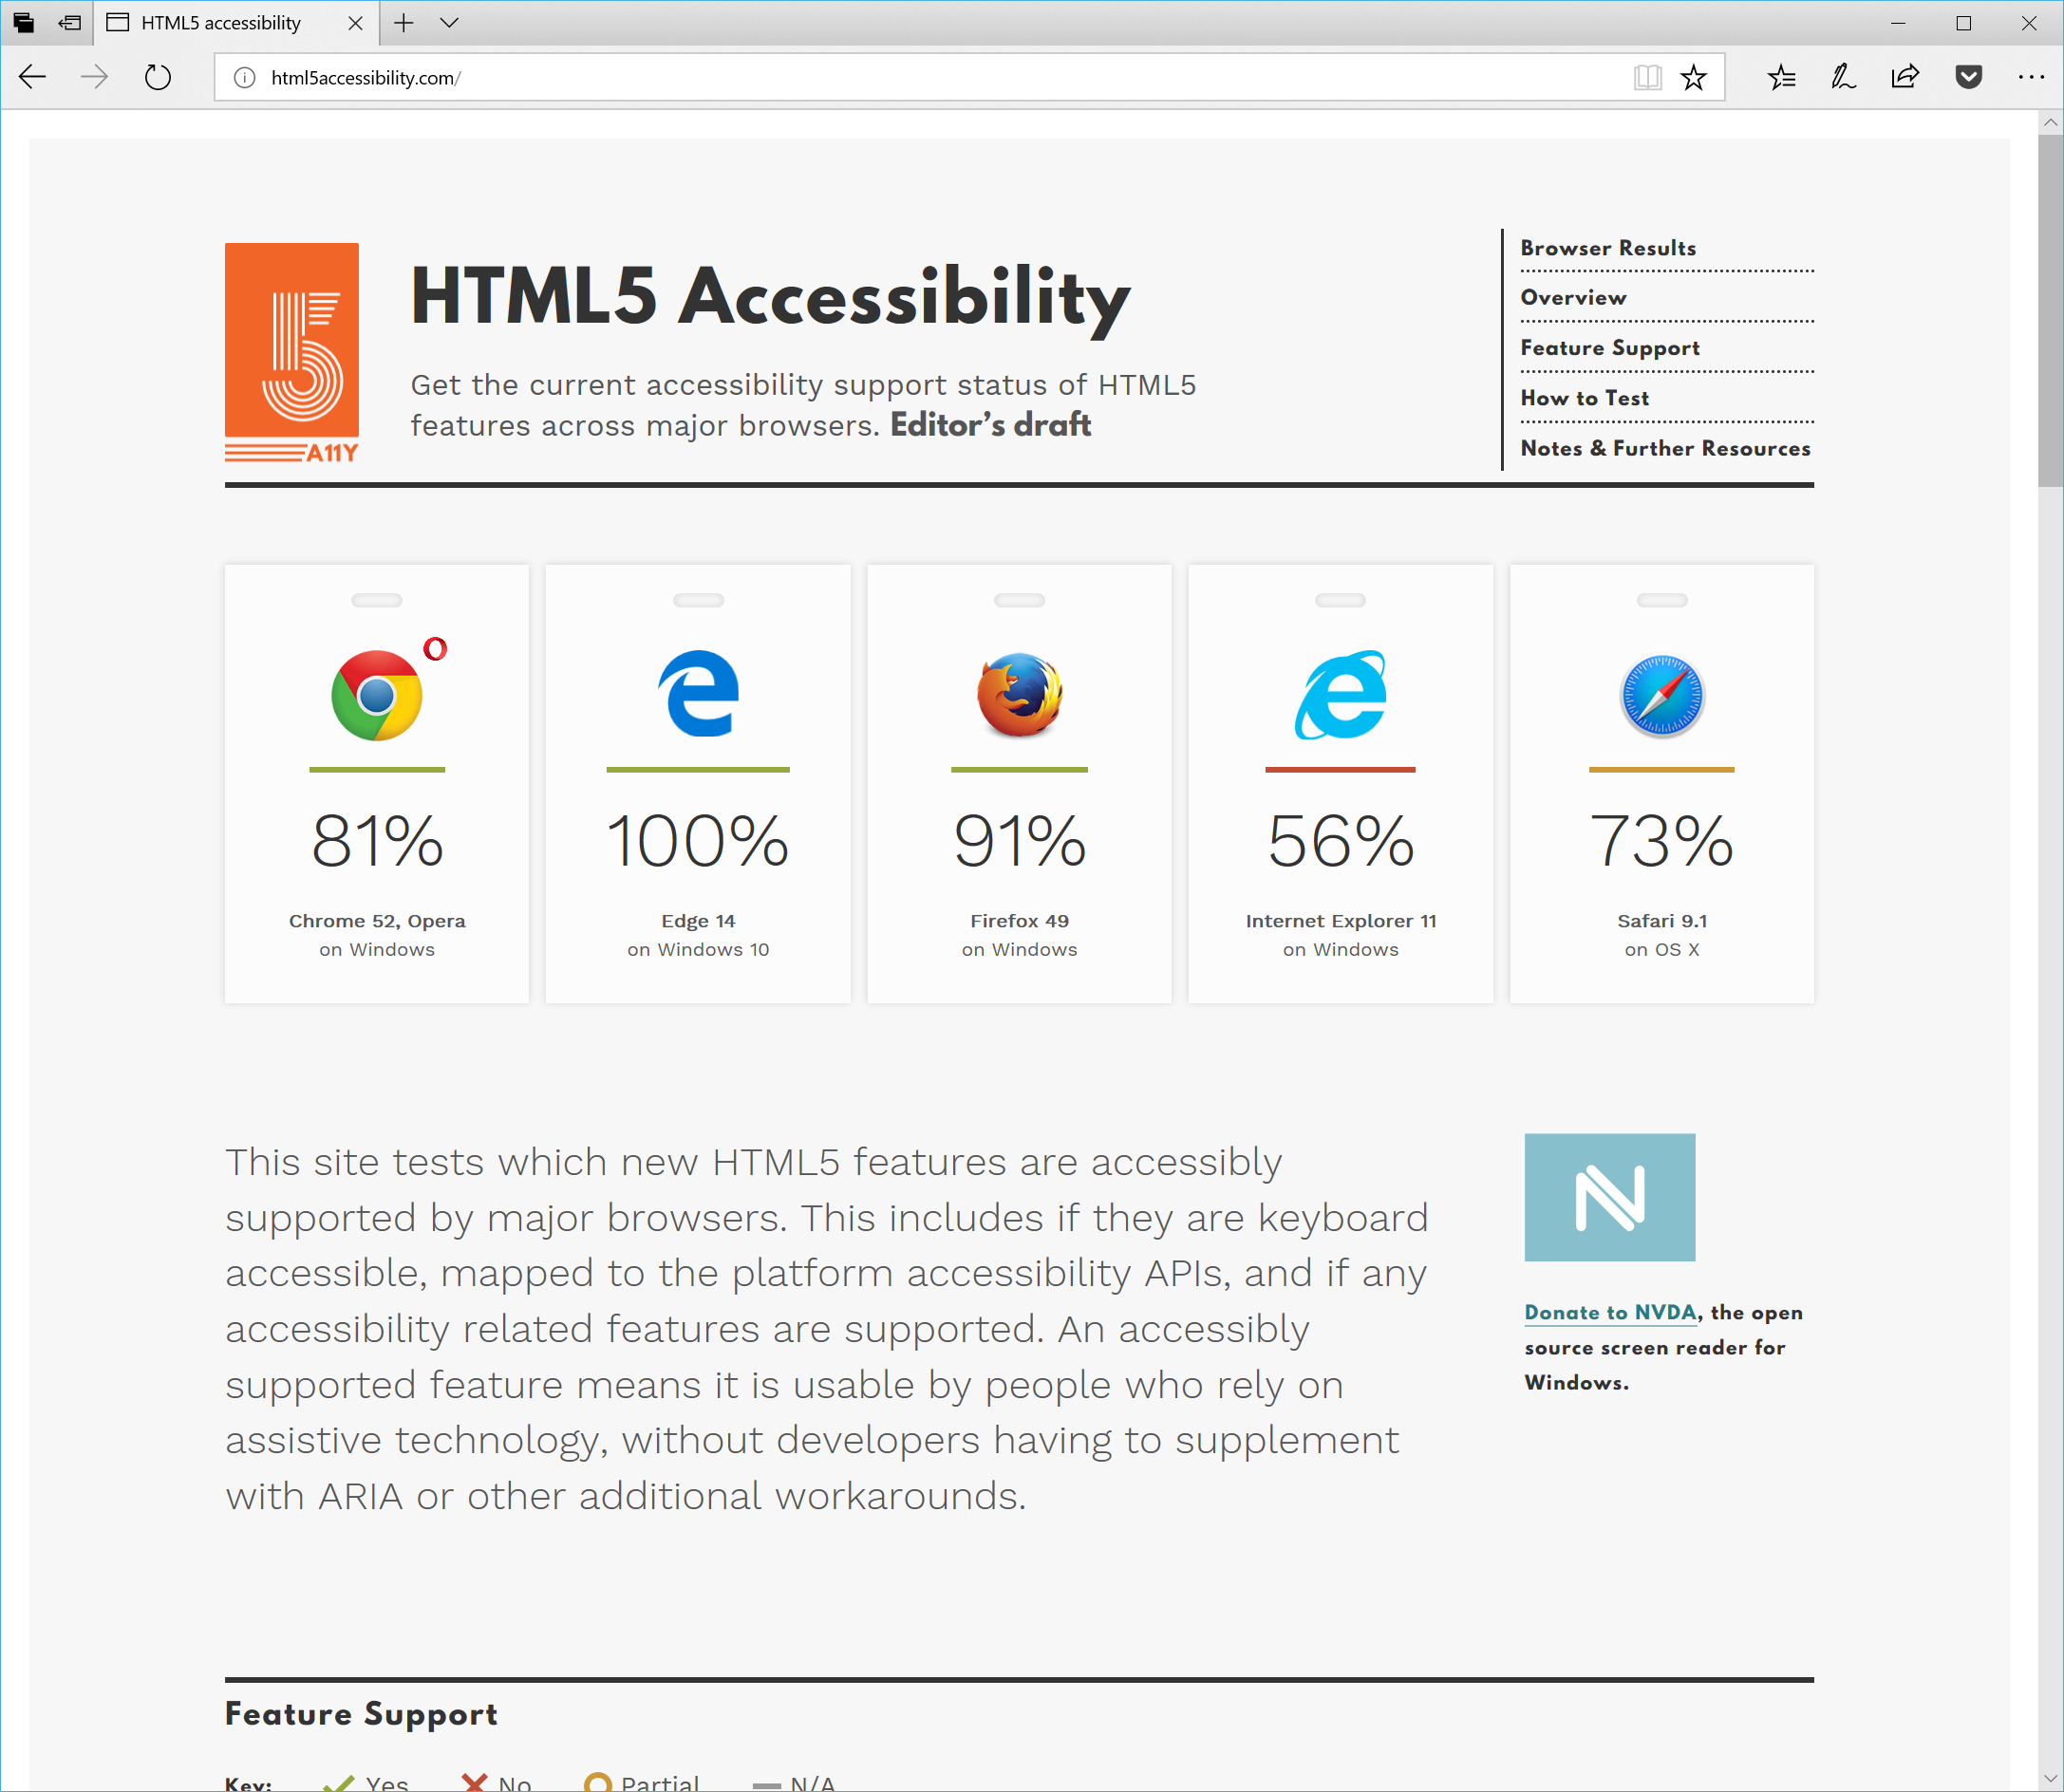 HTML5 accessibility
html5accessibility.com/
A11Y
HTML5 Accessibility
Get the current accessibility support status of HTML5
features across major browsers. Editor’s draft
Browser Results
Overview
Feature Support
How to Test
Notes & Further Resources
81%
Chrome 52, Opera
on Windows
100%
Edge 14
on Windows 10
91%
Firefox 49
on Windows
56%
Internet Explorer 11
on Windows
73%
Safari 9.1
on OS X
This site tests which new HTML5 features are accessibly
supported by major browsers. This includes if they are keyboard
accessible, mapped to the platform accessibility APIs, and if any
accessibility related features are supported. An accessibly
supported feature means it is usable by people who rely on
assistive technology, without developers having to supplement
with ARIA or other additional workarounds.
Donate to NVDA, the open
source screen reader for
Windows.
Feature Support
Key: Yes No Partial N/A